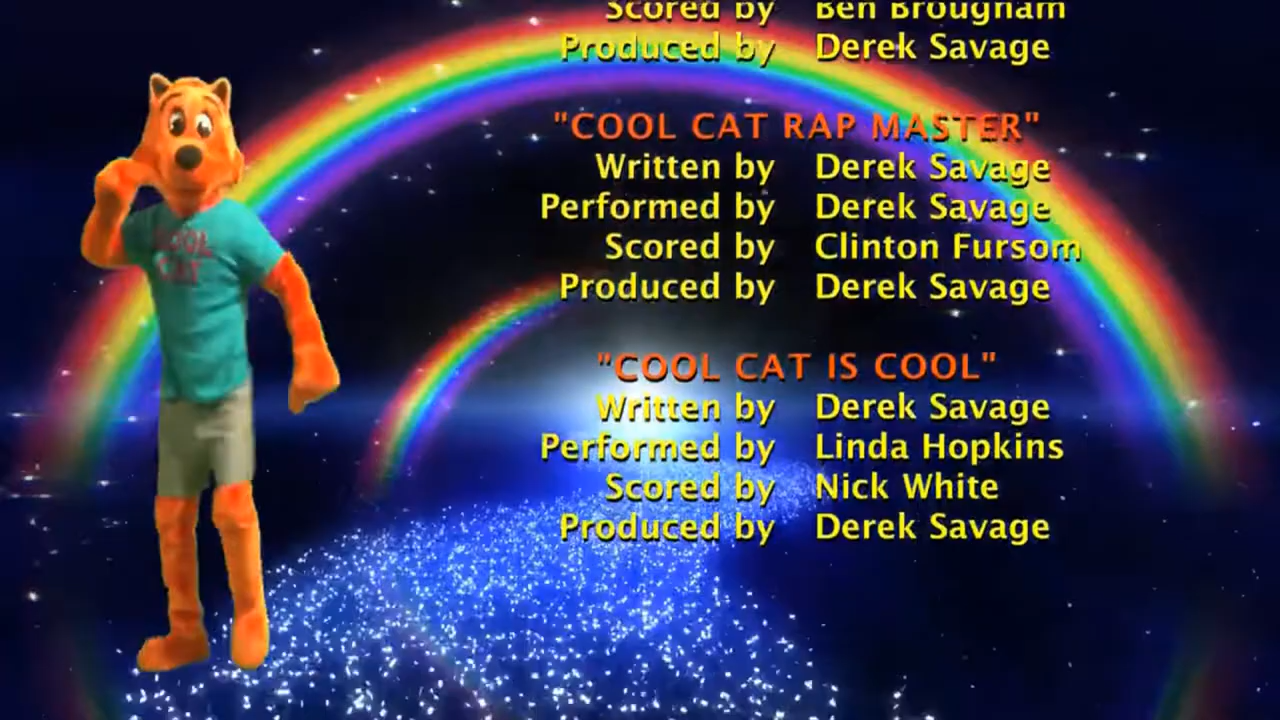 Scored by Ben Brougham
Produced by Derek Savage
"COOL CAT RAP MASTER"
Written by Derek Savage
Performed by Derek Savage
Scored by Clinton Fursom
Produced by Derek Savage
"COOL CAT IS COOL"
Written by Derek Savage
Performed by Linda Hopkins
Scored by Nick White
Produced by Derek Savage
COOL
CAT